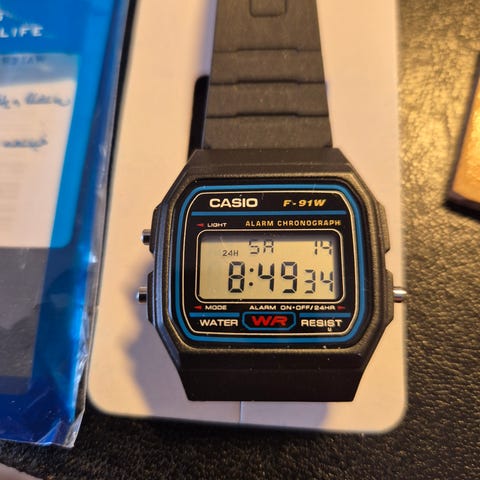 LIFE
CASIO F-91W
LIGHT ALARM CHRONOGRAPH
24H SA 19
8:49 34
MODE ALARM ON·OFF/24HR
WATER WR RESIST